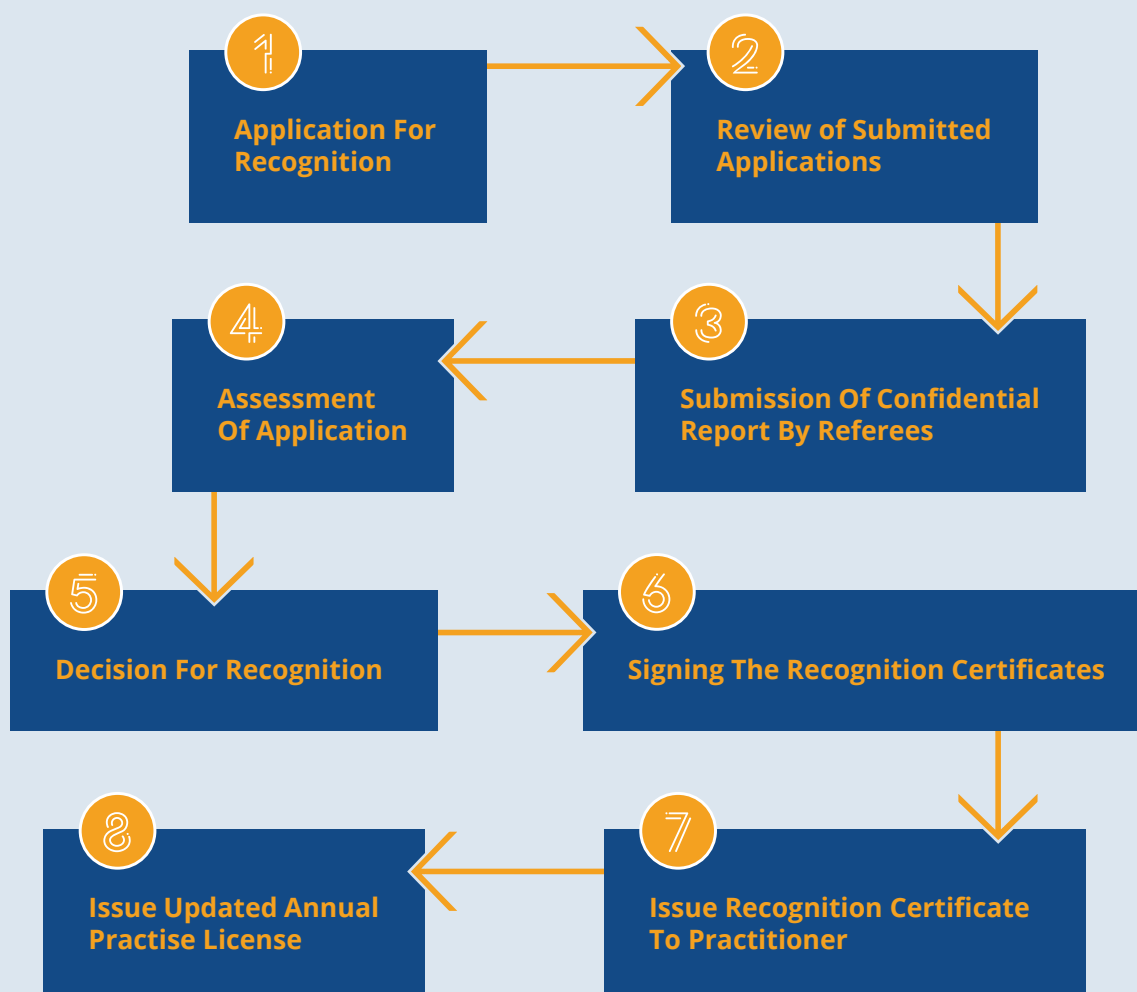 1
Application For
Recognition
2
Review of Submitted
Applications
3
Submission Of Confidential
Report By Referees
4
Assessment
Of Application
5
Decision For Recognition
6
Signing The Recognition Certificates
7
Issue Recognition Certificate
To Practitioner
8
Issue Updated Annual
Practise License